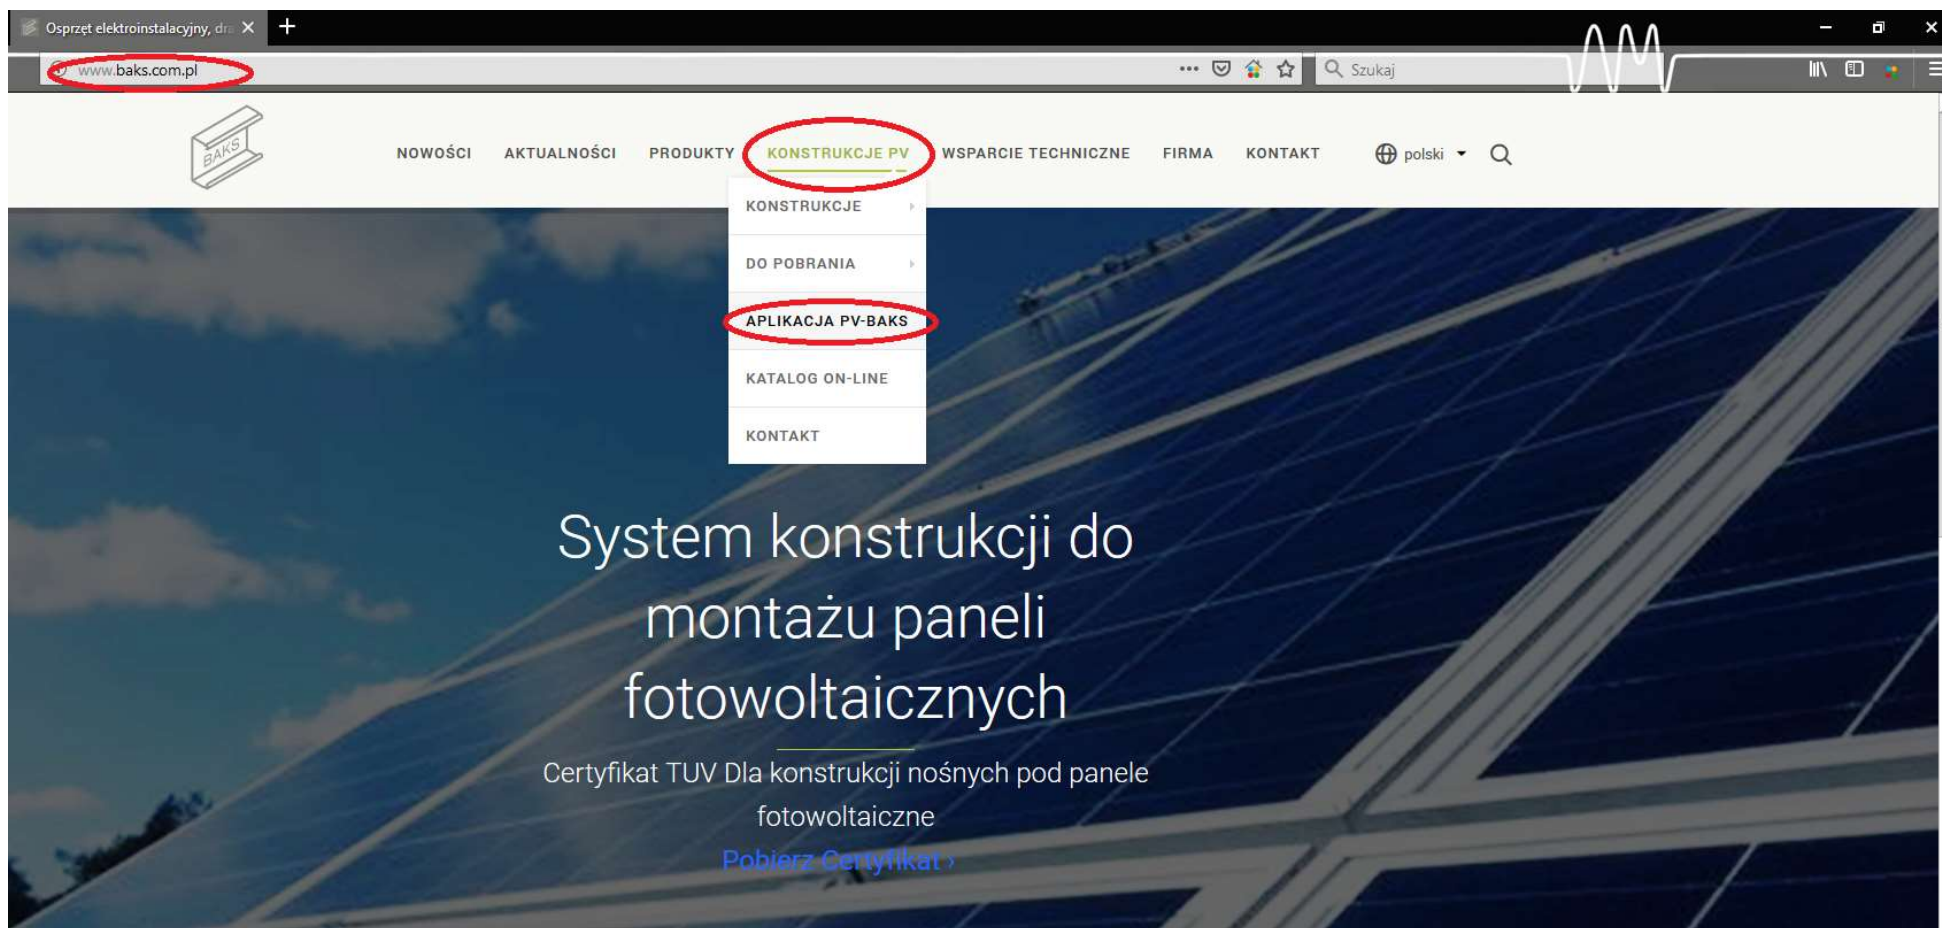 Osprzęt elektroinstalacyjny, dra
www.baks.com.pl
Szukaj
BAKS
NOWOŚCI AKTUALNOŚCI PRODUKTY KONSTRUKCJE PV WSPARCIE TECHNICZNE FIRMA KONTAKT polski
KONSTRUKCJE
DO POBRANIA
APLIKACJA PV-BAKS
KATALOG ON-LINE
KONTAKT
System konstrukcji do
montażu paneli
fotowoltaicznych
Certyfikat TUV Dla konstrukcji nośnych pod panele
fotowoltaiczne
Pobierz Certyfikat ›